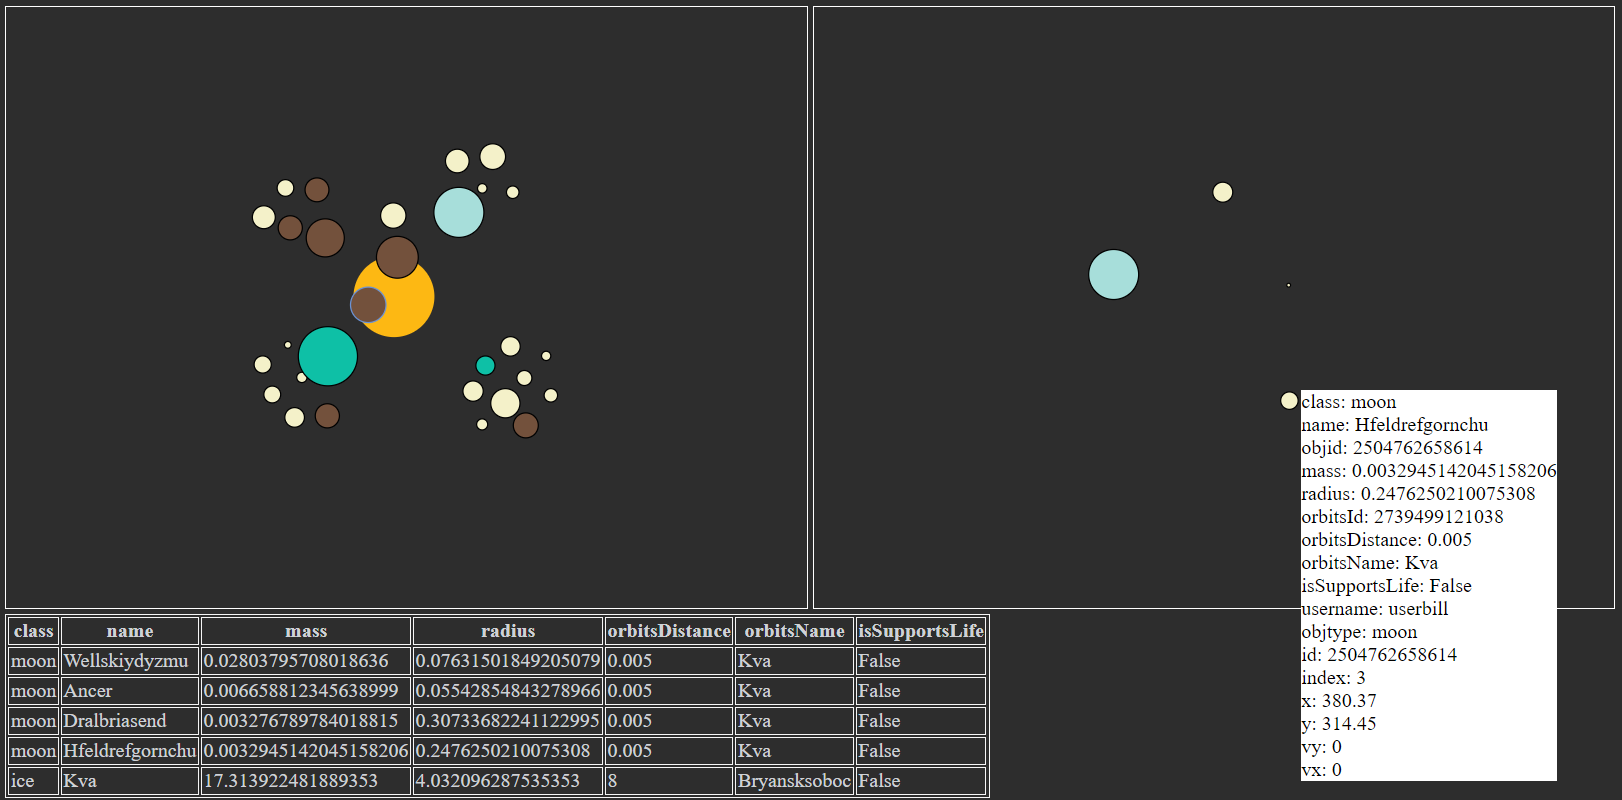 class: moon
name: Hfeldrefgornchu
objid: 2504762658614
mass: 0.0032945142045158206
radius: 0.2476250210075308
orbitsId: 2739499121038
orbitsDistance: 0.005
orbitsName: Kva
isSupportsLife: False
username: userbill
objtype: moon
id: 2504762658614
index: 3
x: 380.37
y: 314.45
vy: 0
vx: 0
class name mass radius orbitsDistance orbitsName isSupportsLife
moon Wellskiydyzmu 0.02803795708018636 0.07631501849205079 0.005 Kva False
moon Ancer 0.006658812345638999 0.05542854843278966 0.005 Kva False
moon Dralbriasend 0.003276789784018815 0.30733682241122995 0.005 Kva False
moon Hfeldrefgornchu 0.0032945142045158206 0.2476250210075308 0.005 Kva False
ice Kva 17.313922481889353 4.032096287535353 8 Bryansksoboc False